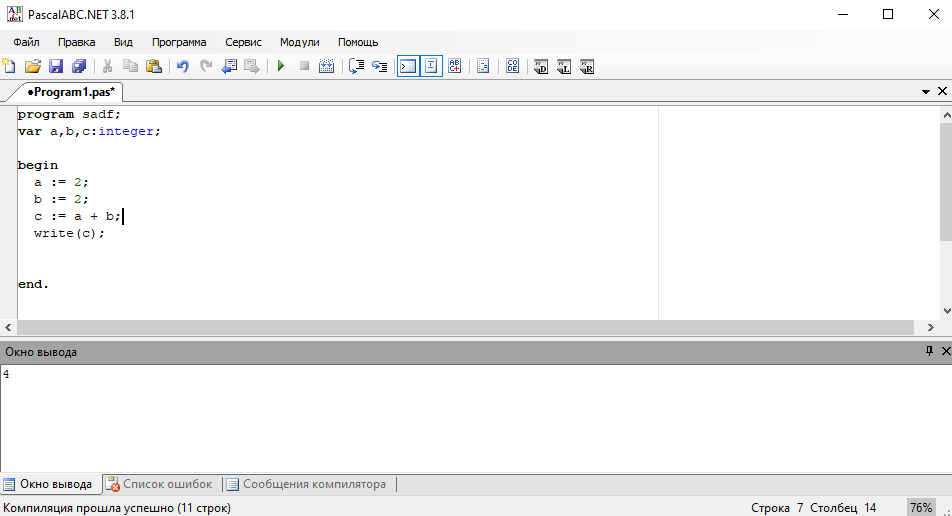 PascalABC.NET 3.8.1
Файл Правка Вид Программа Сервис Модули Помощь
•Program1.pas*
program sadf;
var a,b,c:integer;
begin
a := 2;
b := 2;
c := a + b;
write(c);
end.
Окно вывода
4
Окно вывода Список ошибок Сообщения компилятора
Компиляция прошла успешно (11 строк) Строка 7 Столбец 14 76%